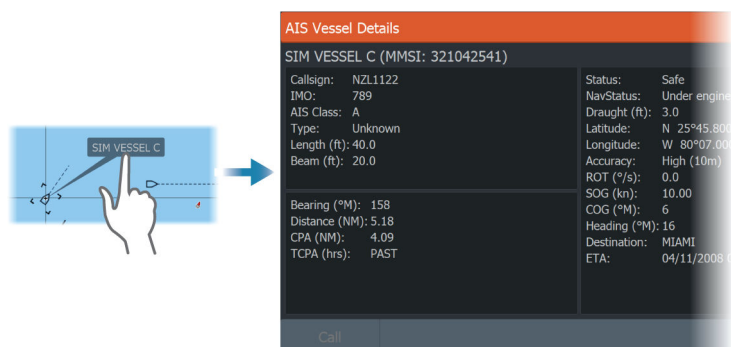 SIM VESSEL C
AIS Vessel Details
SIM VESSEL C (MMSI: 321042541)
Callsign: NZL1122
IMO: 789
AIS Class: A
Type: Unknown
Length (ft): 40.0
Beam (ft): 20.0
Bearing (°M): 158
Distance (NM): 5.18
CPA (NM): 4.09
TCPA (hrs): PAST
Status: Safe
NavStatus: Under engine
Draught (ft): 3.0
Latitude: N 25°45.800
Longitude: W 80°07.00
Accuracy: High (10m)
ROT (°/s): 0.0
SOG (kn): 10.00
COG (°M): 6
Heading (°M): 16
Destination: MIAMI
ETA: 04/11/2008
Call